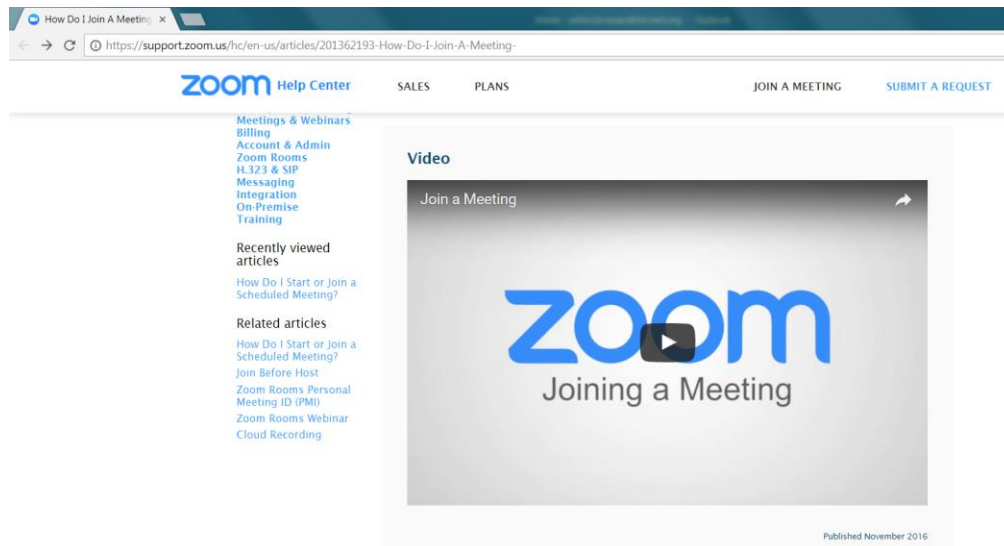 How Do I Join A Meeting
https://support.zoom.us/hc/en-us/articles/201362193-How-Do-I-Join-A-Meeting-
zoom Help Center
SALES
PLANS
JOIN A MEETING
SUBMIT A REQUEST
Meetings & Webinars
Billing
Account & Admin
Zoom Rooms
H.323 & SIP
Messaging
Integration
On-Premise
Training
Recently viewed
articles
How Do I Start or Join a
Scheduled Meeting?
Related articles
How Do I Start or Join a
Scheduled Meeting?
Join Before Host
Zoom Rooms Personal
Meeting ID (PMI)
Zoom Rooms Webinar
Cloud Recording
Video
Join a Meeting
zoom
Joining a Meeting
Published November 2016